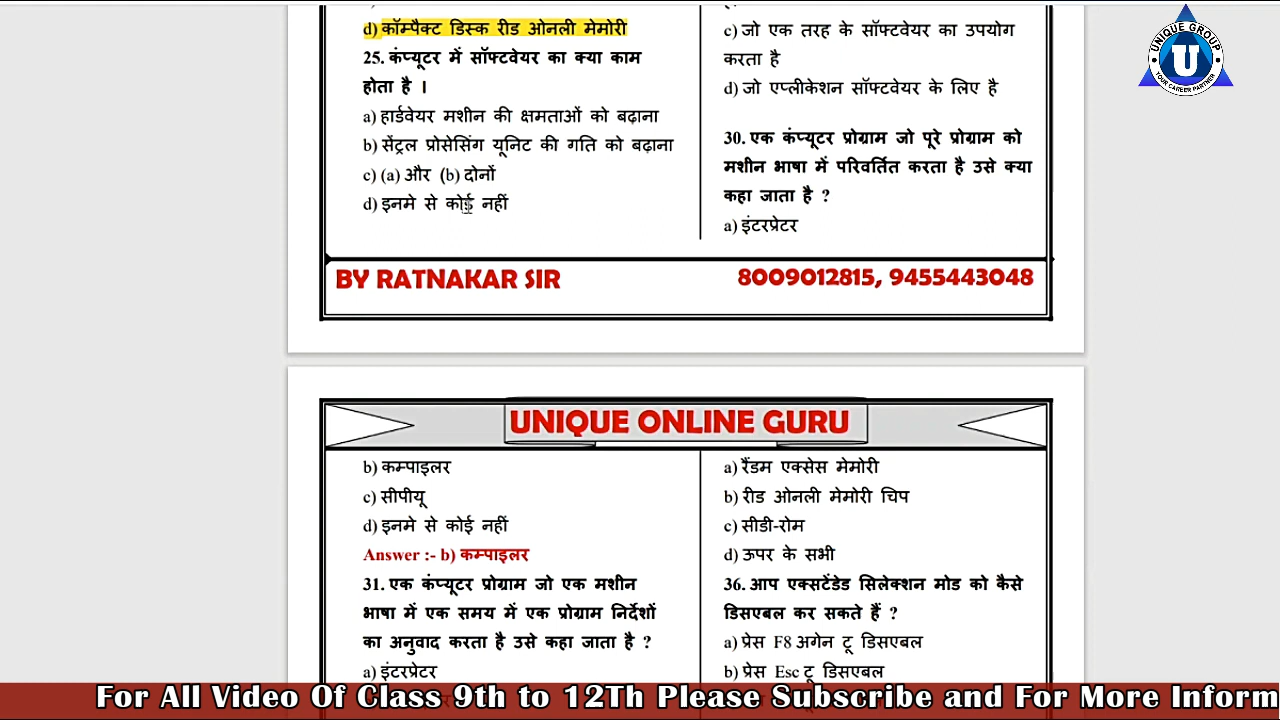 d) कॉम्पैक्ट डिस्क रीड ओनली मेमोरी
25. कंप्यूटर में सॉफ्टवेयर का क्या काम
होता है ।
a) हार्डवेयर मशीन की क्षमताओं को बढ़ाना
b) सेंट्रल प्रोसेसिंग यूनिट की गति को बढ़ाना
c) (a) और (b) दोनों
d) इनमे से कोई नहीं
c) जो एक तरह के सॉफ्टवेयर का उपयोग
करता है
d) जो एप्लीकेशन सॉफ्टवेयर के लिए है
30. एक कंप्यूटर प्रोग्राम जो पूरे प्रोग्राम को
मशीन भाषा में परिवर्तित करता है उसे क्या
कहा जाता है ?
a) इंटरप्रेटर
UNIQUE GROUP
U
YOUR CAREER PARTNER
BY RATNAKAR SIR
8009012815, 9455443048
UNIQUE ONLINE GURU
b) कम्पाइलर
c) सीपीयू
d) इनमे से कोई नहीं
Answer :- b) कम्पाइलर
31. एक कंप्यूटर प्रोग्राम जो एक मशीन
भाषा में एक समय में एक प्रोग्राम निर्देशों
का अनुवाद करता है उसे कहा जाता है ?
a) इंटरप्रेटर
a) रैंडम एक्सेस मेमोरी
b) रीड ओनली मेमोरी चिप
c) सीडी-रोम
d) ऊपर के सभी
36. आप एक्सटेंडेड सिलेक्शन मोड को कैसे
डिसएबल कर सकते हैं ?
a) प्रेस F8 अगेन टू डिसएबल
b) प्रेस Esc टू डिसएबल
For All Video Of Class 9th to 12Th Please Subscribe and For More Inform